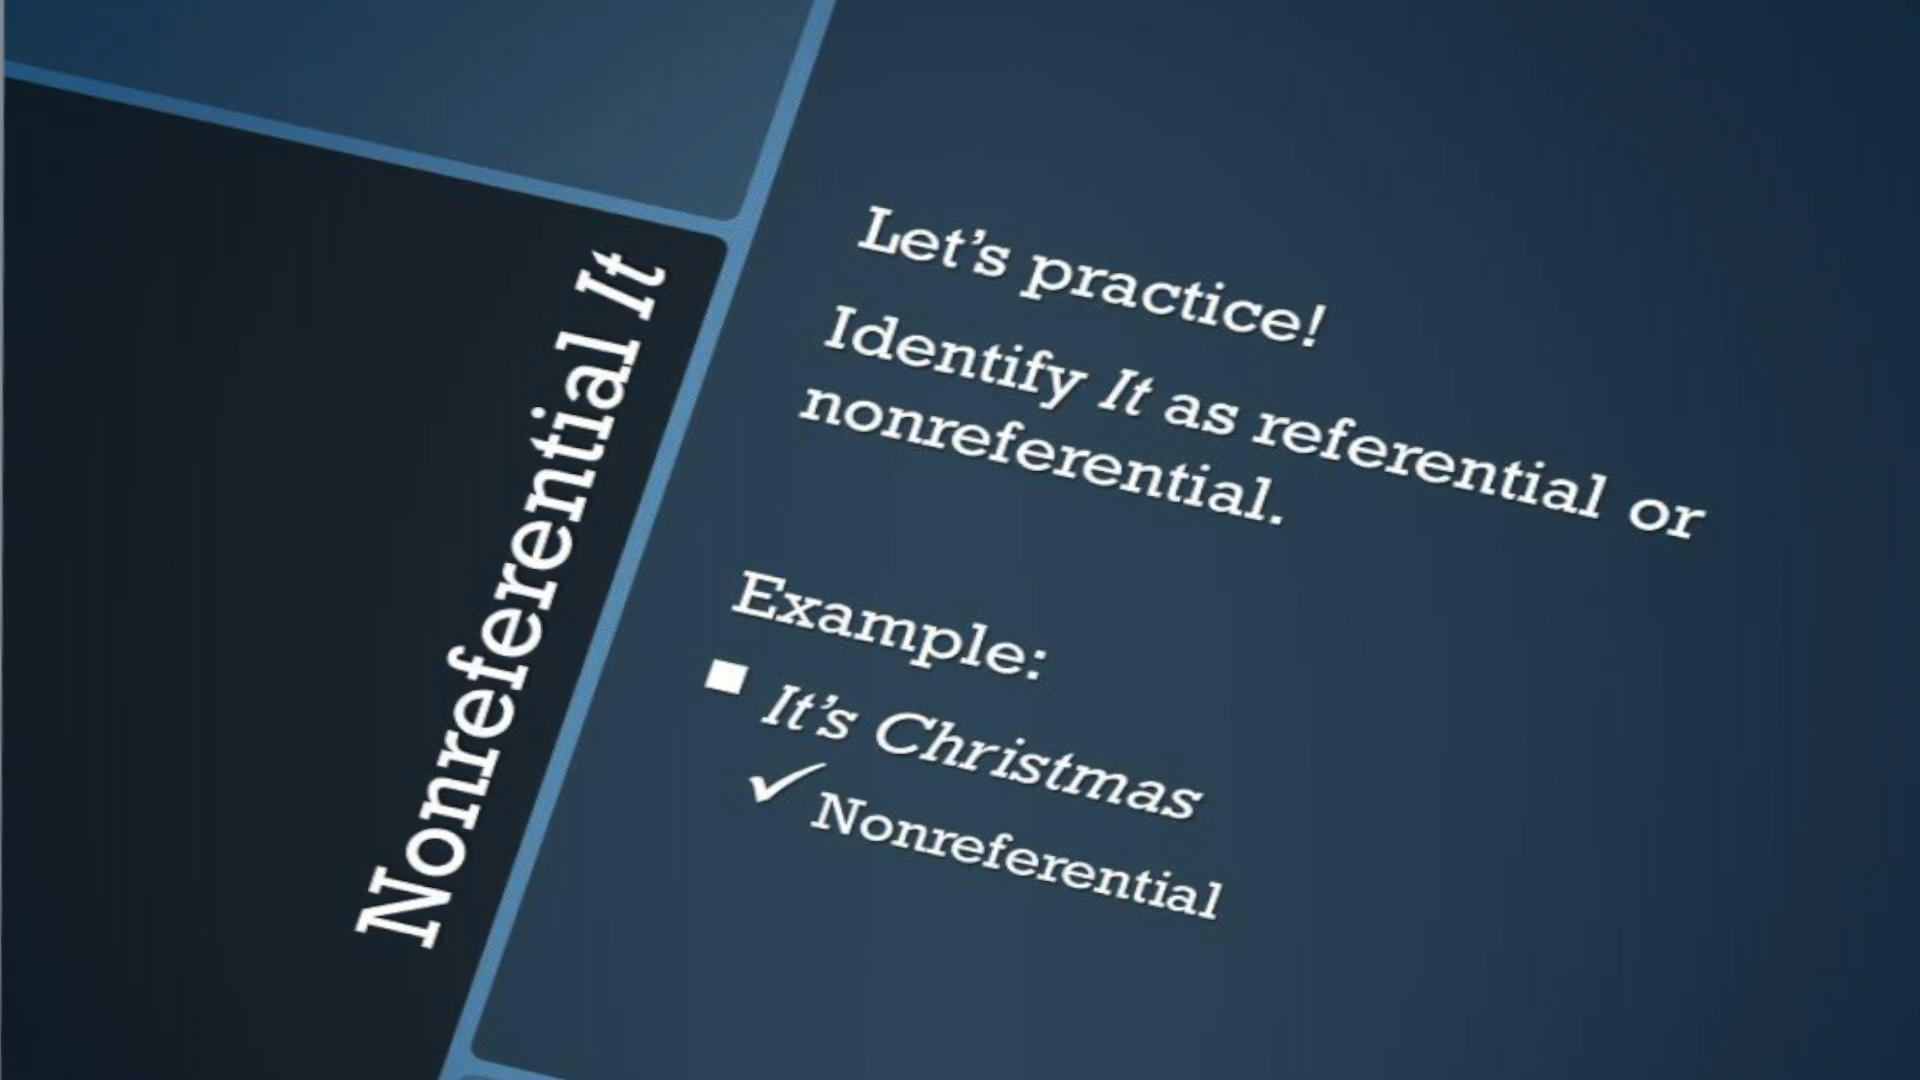 Nonreferential It
Let's practice!
Identify It as referential or
nonreferential.
Example:
■ It's Christmas
✓ Nonreferential